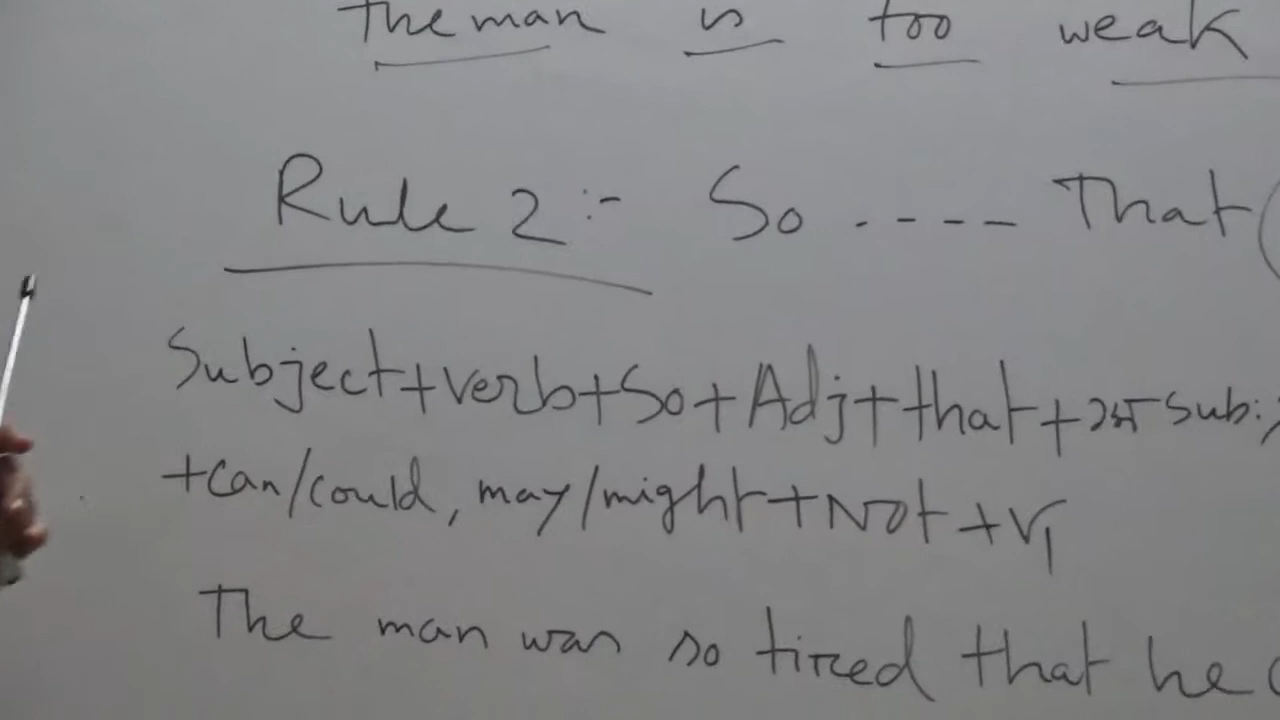 the man is too weak
Rule 2:- So ---- That (
Subject+verb+So+Adj+that+1st Sub:
+can/could, may/might+Not+V1
The man was so tired that he